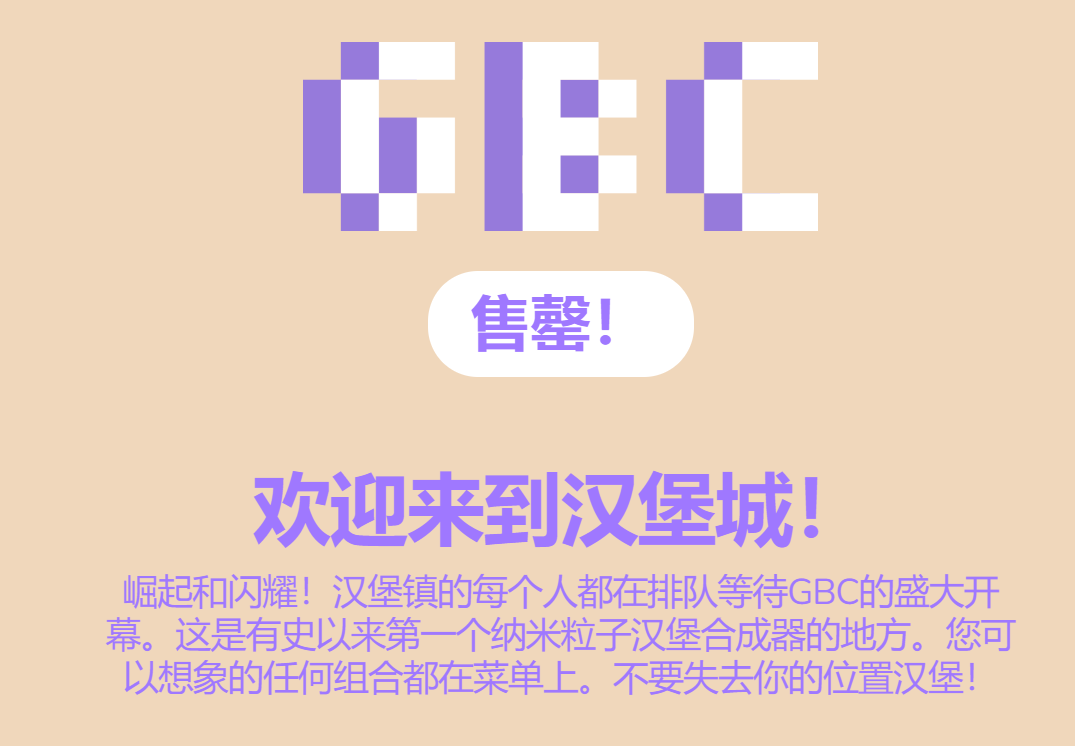 GBC
售罄！
欢迎来到汉堡城！
崛起和闪耀！汉堡镇的每个人都在排队等待GBC的盛大开
幕。这是有史以来第一个纳米粒子汉堡合成器的地方。您可
以想象的任何组合都在菜单上。不要失去你的位置汉堡！